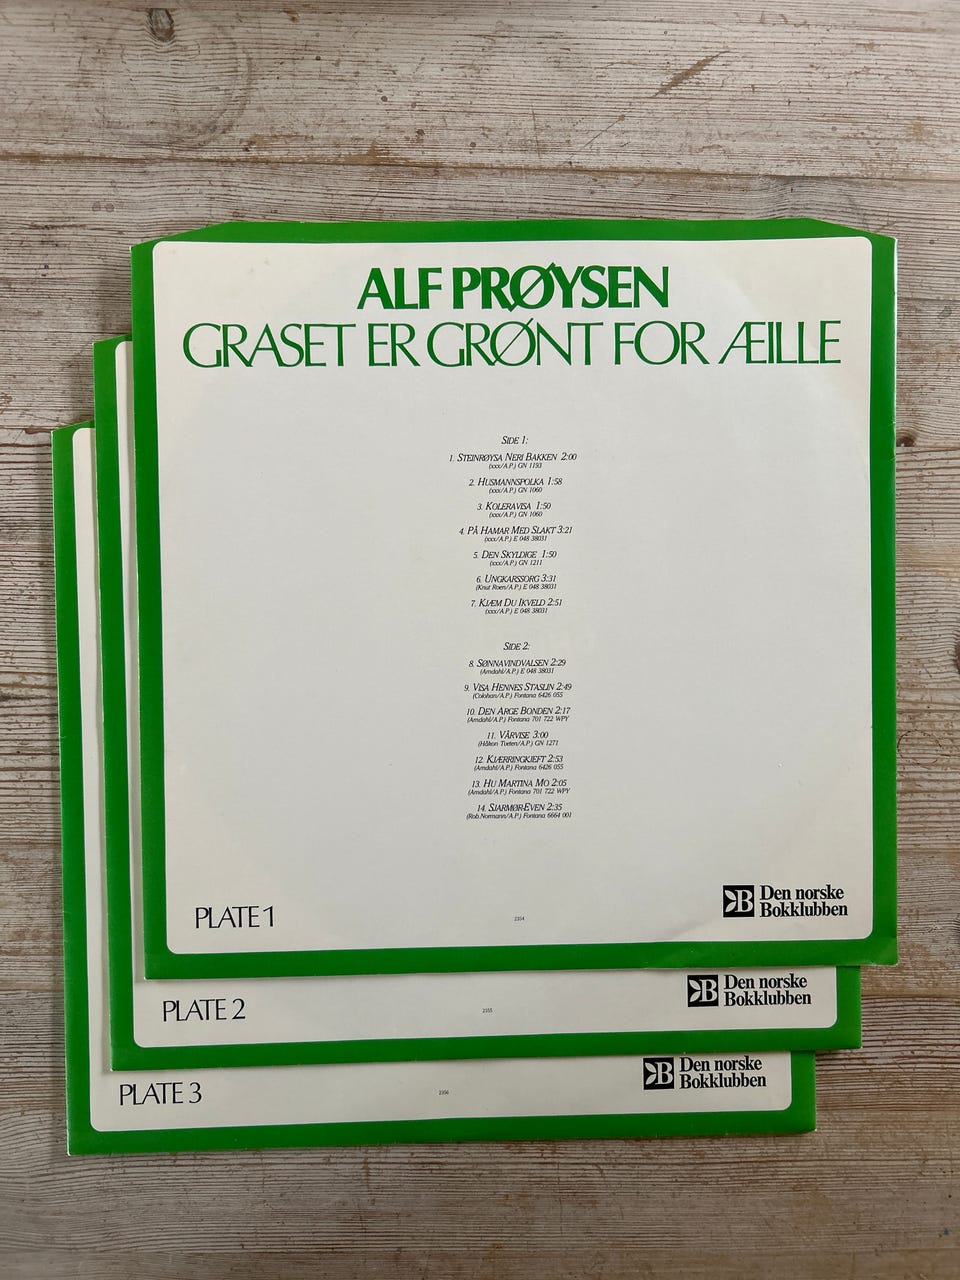 ALF PRØYSEN
GRASET ER GRØNT FOR ÆILLE
SIDE 1:
1. STEINRØYSA NERI BAKKEN 2:00
(xxx/A.P.) GN 1193
2. HUSMANNSPOLKA 1:58
(xxx/A.P.) GN 1060
3. KOLERAVISA 1:50
(xxx/A.P.) GN 1060
4. PÅ HAMAR MED SLAKT 3:21
(xxx/A.P.) E 048 38031
5. DEN SKYLDIGE 1:50
(xxx/A.P.) GN 1211
6. UNGKARSSORG 3:31
(Knut Roen/A.P.) E 048 38031
7. KJÆM DU IKVELD 2:51
(xxx/A.P.) E 048 38031
SIDE 2:
8. SØNNAVINDVALSEN 2:29
(Amdahl/A.P.) E 048 38031
9. VISA HENNES STASLIN 2:49
(Colohan/A.P.) Fontana 6426 055
10. DEN ARGE BONDEN 2:17
(Amdahl/A.P.) Fontana 701 722 WPY
11. VÅRVISE 3:00
(Håkon Tveten/A.P.) GN 1271
12. KJÆRRINGKJEFT 2:53
(Amdahl/A.P.) Fontana 6426 055
13. HU MARTINA MO 2:05
(Amdahl/A.P.) Fontana 701 722 WPY
14. SJARMØR-EVEN 2:35
(Rob.Normann/A.P.) Fontana 6664 001
PLATE 1
2354
B Den norske
Bokklubben
PLATE 2
2355
B Den norske
Bokklubben
PLATE 3
2356
B Den norske
Bokklubben